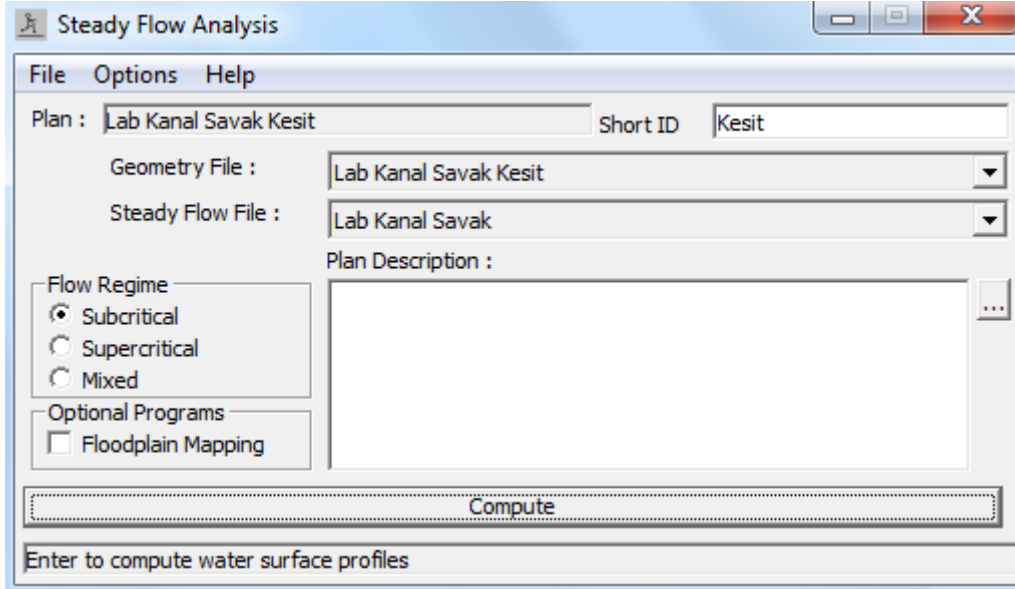 Steady Flow Analysis
File Options Help
Plan : Lab Kanal Savak Kesit Short ID Kesit
Geometry File : Lab Kanal Savak Kesit
Steady Flow File : Lab Kanal Savak
Plan Description :
Flow Regime
Subcritical
Supercritical
Mixed
Optional Programs
Floodplain Mapping
...
Compute
Enter to compute water surface profiles